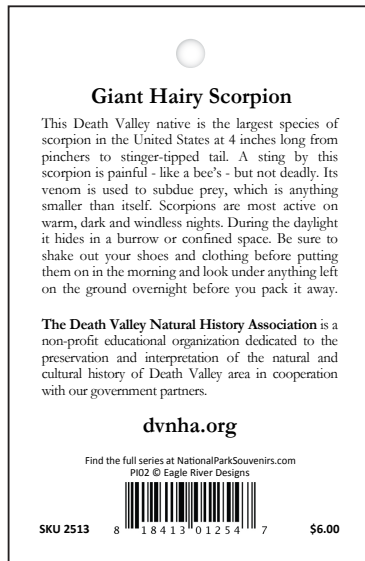 Giant Hairy Scorpion
This Death Valley native is the largest species of
scorpion in the United States at 4 inches long from
pinchers to stinger-tipped tail. A sting by this
scorpion is painful - like a bee's - but not deadly. Its
venom is used to subdue prey, which is anything
smaller than itself. Scorpions are most active on
warm, dark and windless nights. During the daylight
it hides in a burrow or confined space. Be sure to
shake out your shoes and clothing before putting
them on in the morning and look under anything left
on the ground overnight before you pack it away.
The Death Valley Natural History Association is a
non-profit educational organization dedicated to the
preservation and interpretation of the natural and
cultural history of Death Valley area in cooperation
with our government partners.
dvnha.org
Find the full series at NationalParkSouvenirs.com
PI02 © Eagle River Designs
SKU 2513 8 18413 01254 7 $6.00